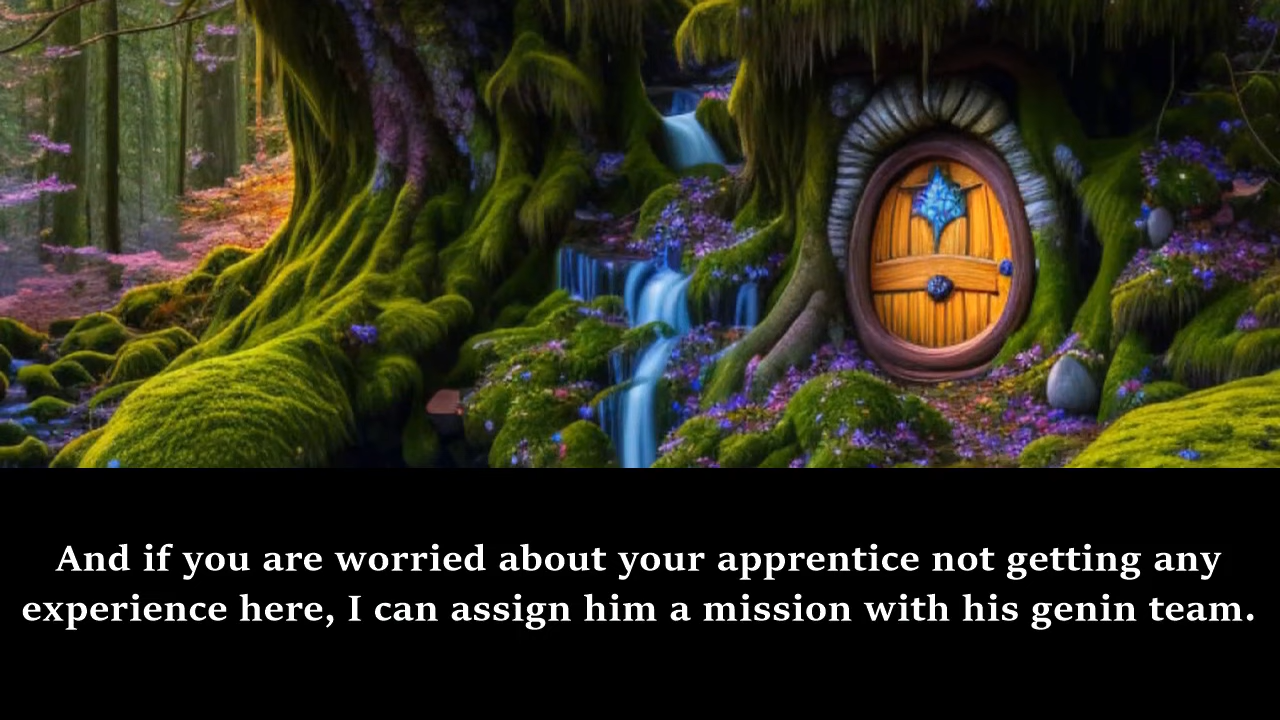 And if you are worried about your apprentice not getting any
experience here, I can assign him a mission with his genin team.